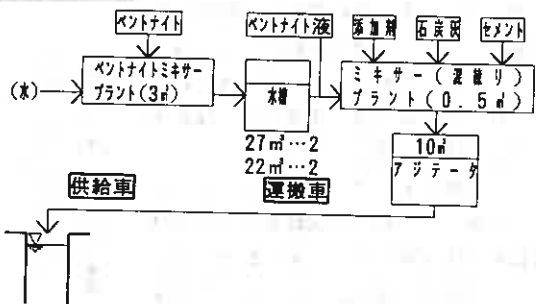 ベントナイト
ベントナイト液
添加剤
石炭灰
セメント
(水)
ベントナイトミキサー
プラント(3㎥)
水槽
ミキサー(混練り)
プラント(0.5㎥)
27㎥…2
22㎥…2
10㎥
アジテータ
供給車
運搬車